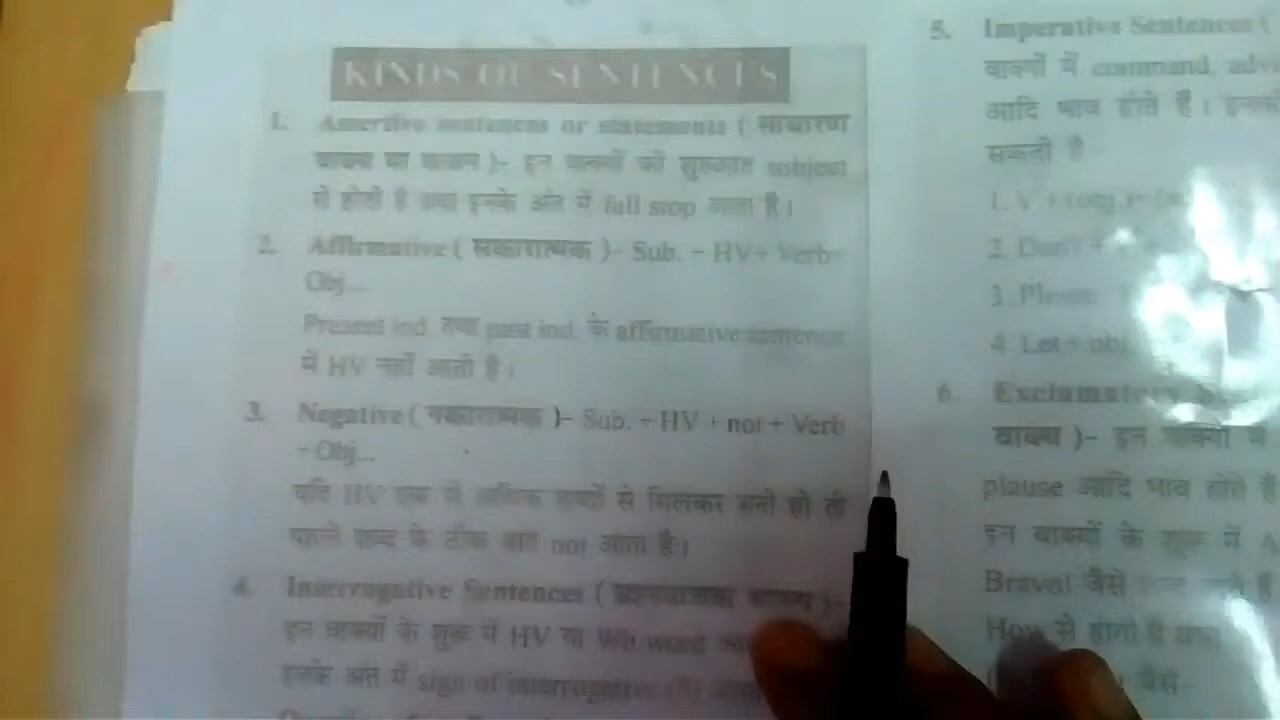 KINDS OF SENTENCES
1. Assertive sentences or statements ( साधारण
वाक्य या कथन )- इन वाक्यों की शुरुआत subject
से होती है तथा इनके अंत में full stop आता है।
2. Affirmative ( सकारात्मक )- Sub. + HV+ Verb+
Obj...
Present ind. तथा past ind. के affirmative sentences
में HV नहीं आती है।
3. Negative ( नकारात्मक )- Sub. + HV + not + Verb
+ Obj...
यदि HV एक से अधिक शब्दों से मिलकर बनी हो तो
पहले शब्द के ठीक बाद not आता है।
4. Interrogative Sentences ( प्रश्नवाचक वाक्य )-
इन वाक्यों के शुरू में HV या Wh word
इनके अंत में sign of interrogative (?)
5. Imperative Sentences (
वाक्यों में command,
आदि भाव होते हैं। इनकी
सकती है
1. V +
2. Don't +
3. Please
4. Let + obj
6. Exclamatory
वाक्य )- इन वाक्यों में
plause आदि भाव होते हैं
इन वाक्यों के शुरू में A
Bravo! जैसे
How से होता है
जैसे-